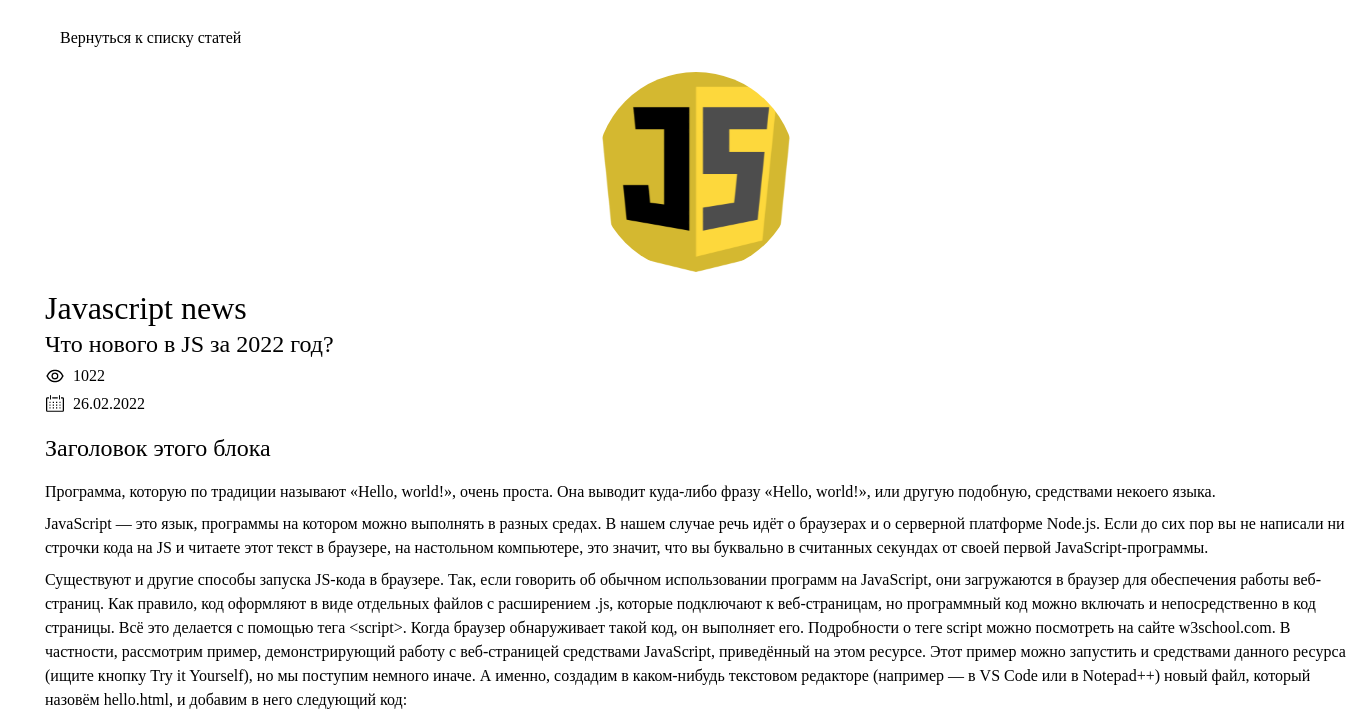 Вернуться к списку статей
JS
Javascript news
Что нового в JS за 2022 год?
1022
26.02.2022
Заголовок этого блока
Программа, которую по традиции называют «Hello, world!», очень проста. Она выводит куда-либо фразу «Hello, world!», или другую подобную, средствами некоего языка.
JavaScript — это язык, программы на котором можно выполнять в разных средах. В нашем случае речь идёт о браузерах и о серверной платформе Node.js. Если до сих пор вы не написали ни
строчки кода на JS и читаете этот текст в браузере, на настольном компьютере, это значит, что вы буквально в считанных секундах от своей первой JavaScript-программы.
Существуют и другие способы запуска JS-кода в браузере. Так, если говорить об обычном использовании программ на JavaScript, они загружаются в браузер для обеспечения работы веб-
страниц. Как правило, код оформляют в виде отдельных файлов с расширением .js, которые подключают к веб-страницам, но программный код можно включать и непосредственно в код
страницы. Всё это делается с помощью тега <script>. Когда браузер обнаруживает такой код, он выполняет его. Подробности о теге script можно посмотреть на сайте w3school.com. В
частности, рассмотрим пример, демонстрирующий работу с веб-страницей средствами JavaScript, приведённый на этом ресурсе. Этот пример можно запустить и средствами данного ресурса
(ищите кнопку Try it Yourself), но мы поступим немного иначе. А именно, создадим в каком-нибудь текстовом редакторе (например — в VS Code или в Notepad++) новый файл, который
назовём hello.html, и добавим в него следующий код: